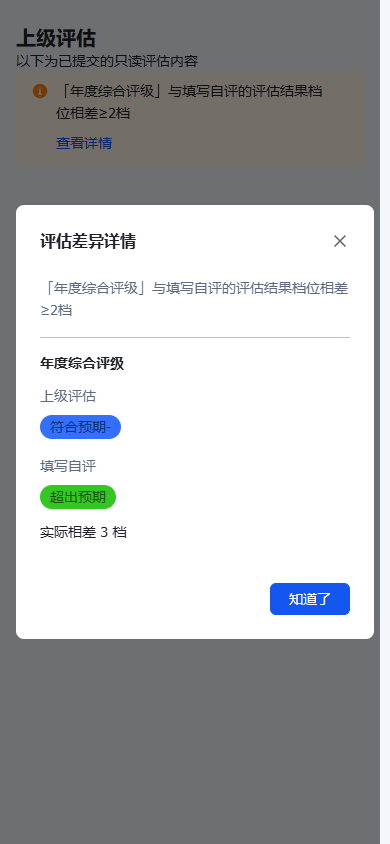 上级评估
以下为已提交的只读评估内容
「年度综合评级」与填写自评的评估结果档
位相差≥2档
查看详情
评估差异详情
「年度综合评级」与填写自评的评估结果档位相差
≥2档
年度综合评级
上级评估
符合预期-
填写自评
超出预期
实际相差 3 档
知道了